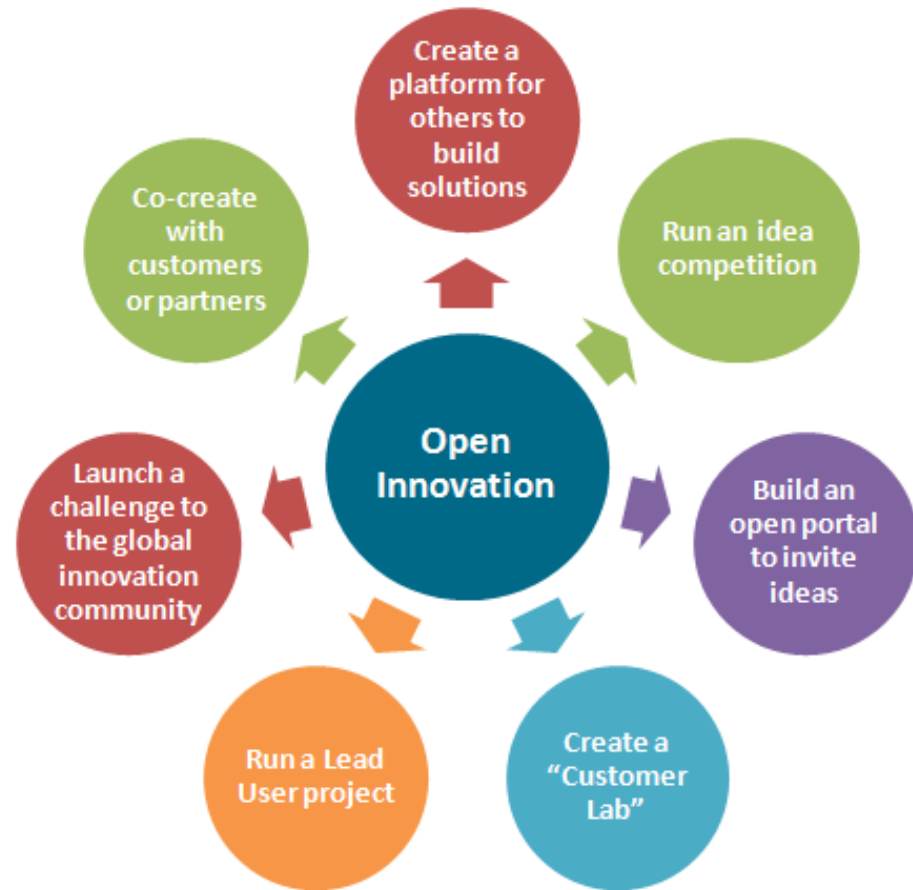 Create a
platform for
others to
build
solutions
Run an idea
competition
Build an
open portal
to invite
ideas
Create a
“Customer
Lab”
Run a Lead
User project
Launch a
challenge to
the global
innovation
community
Co-create
with
customers
or partners
Open
Innovation